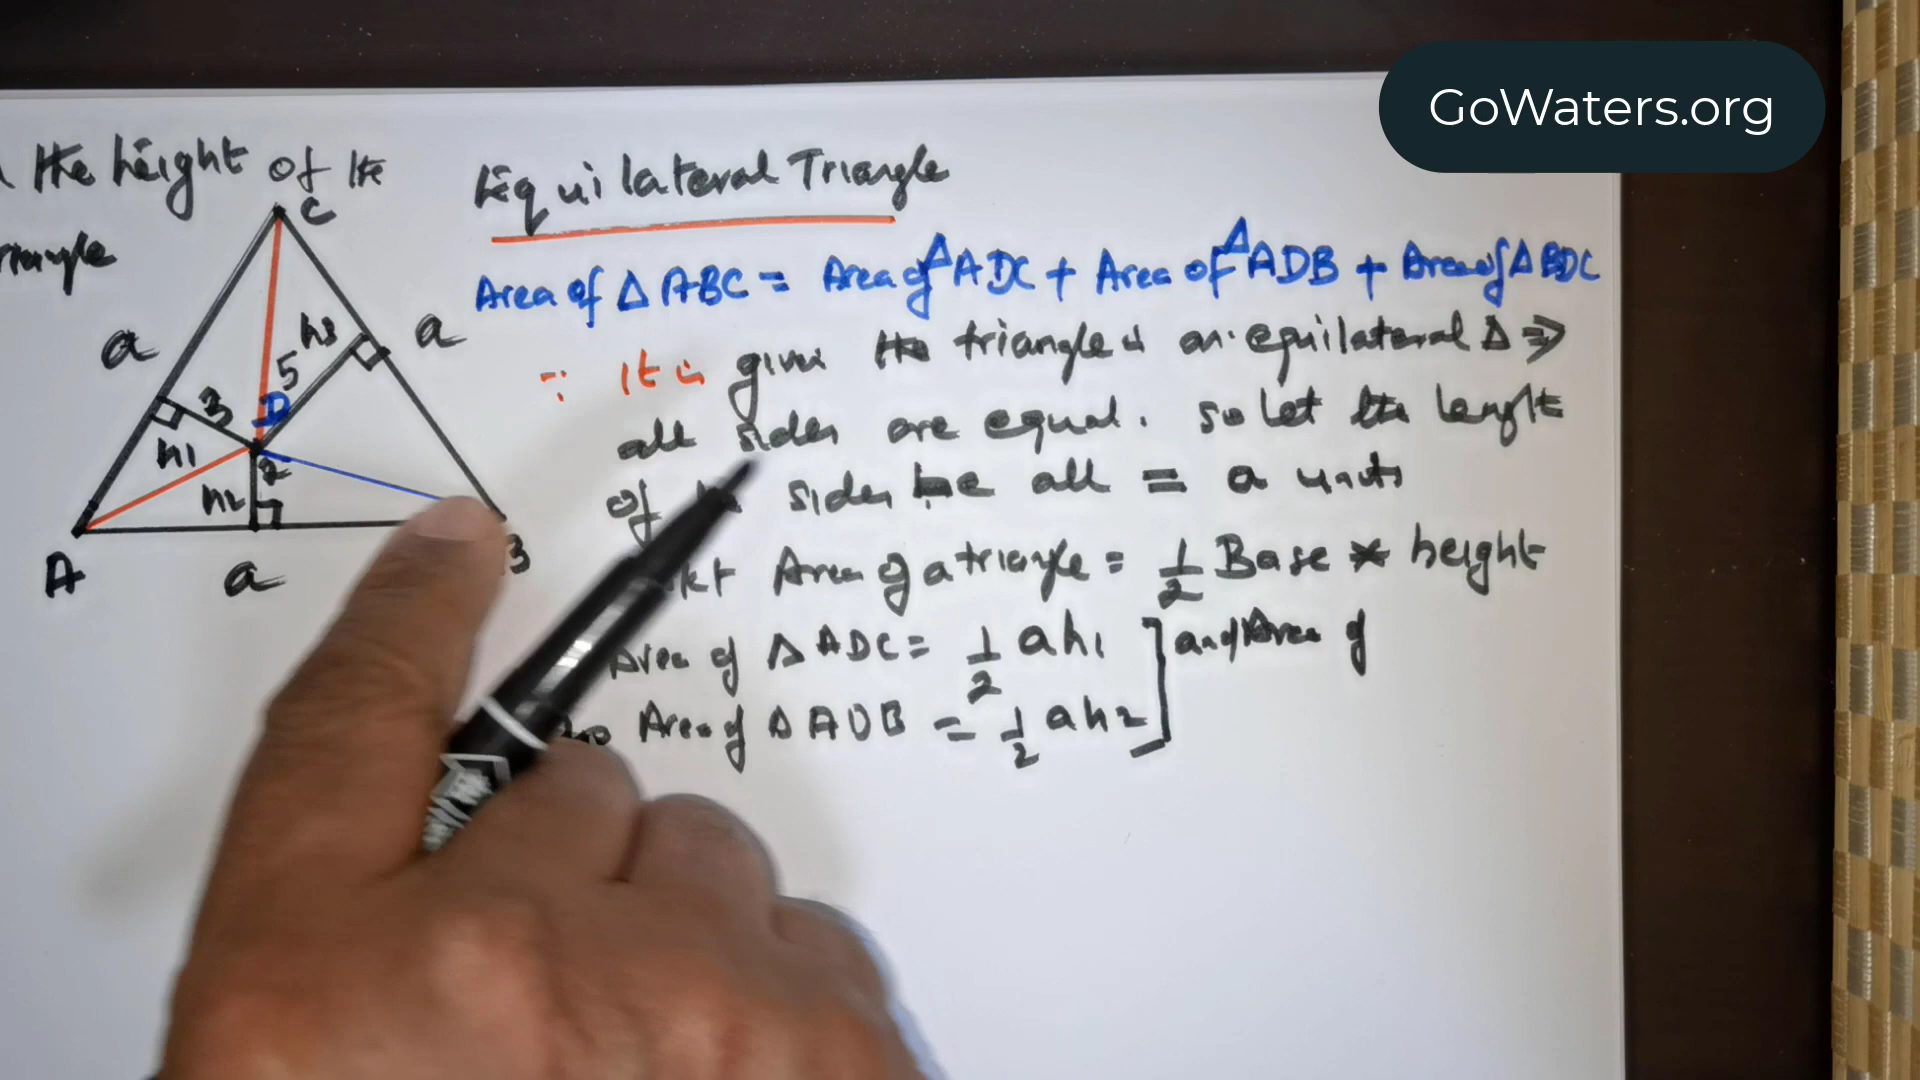 GoWaters.org
the height of the
Triangle
C
a
h3
a
5
3
D
h1
2
h2
A
a
B
Equilateral Triangle
Area of Δ ABC = Area of Δ ADC + Area of Δ ADB + Area of Δ BDC
∵ It is given the triangle is an equilateral Δ ⇒
all sides are equal. So let the lenght
of sides be all = a units
Area of a triangle = 1/2 Base * height
Area of Δ ADC = 1/2 ah1 ] and Area of
Area of Δ ADB = 1/2 ah2